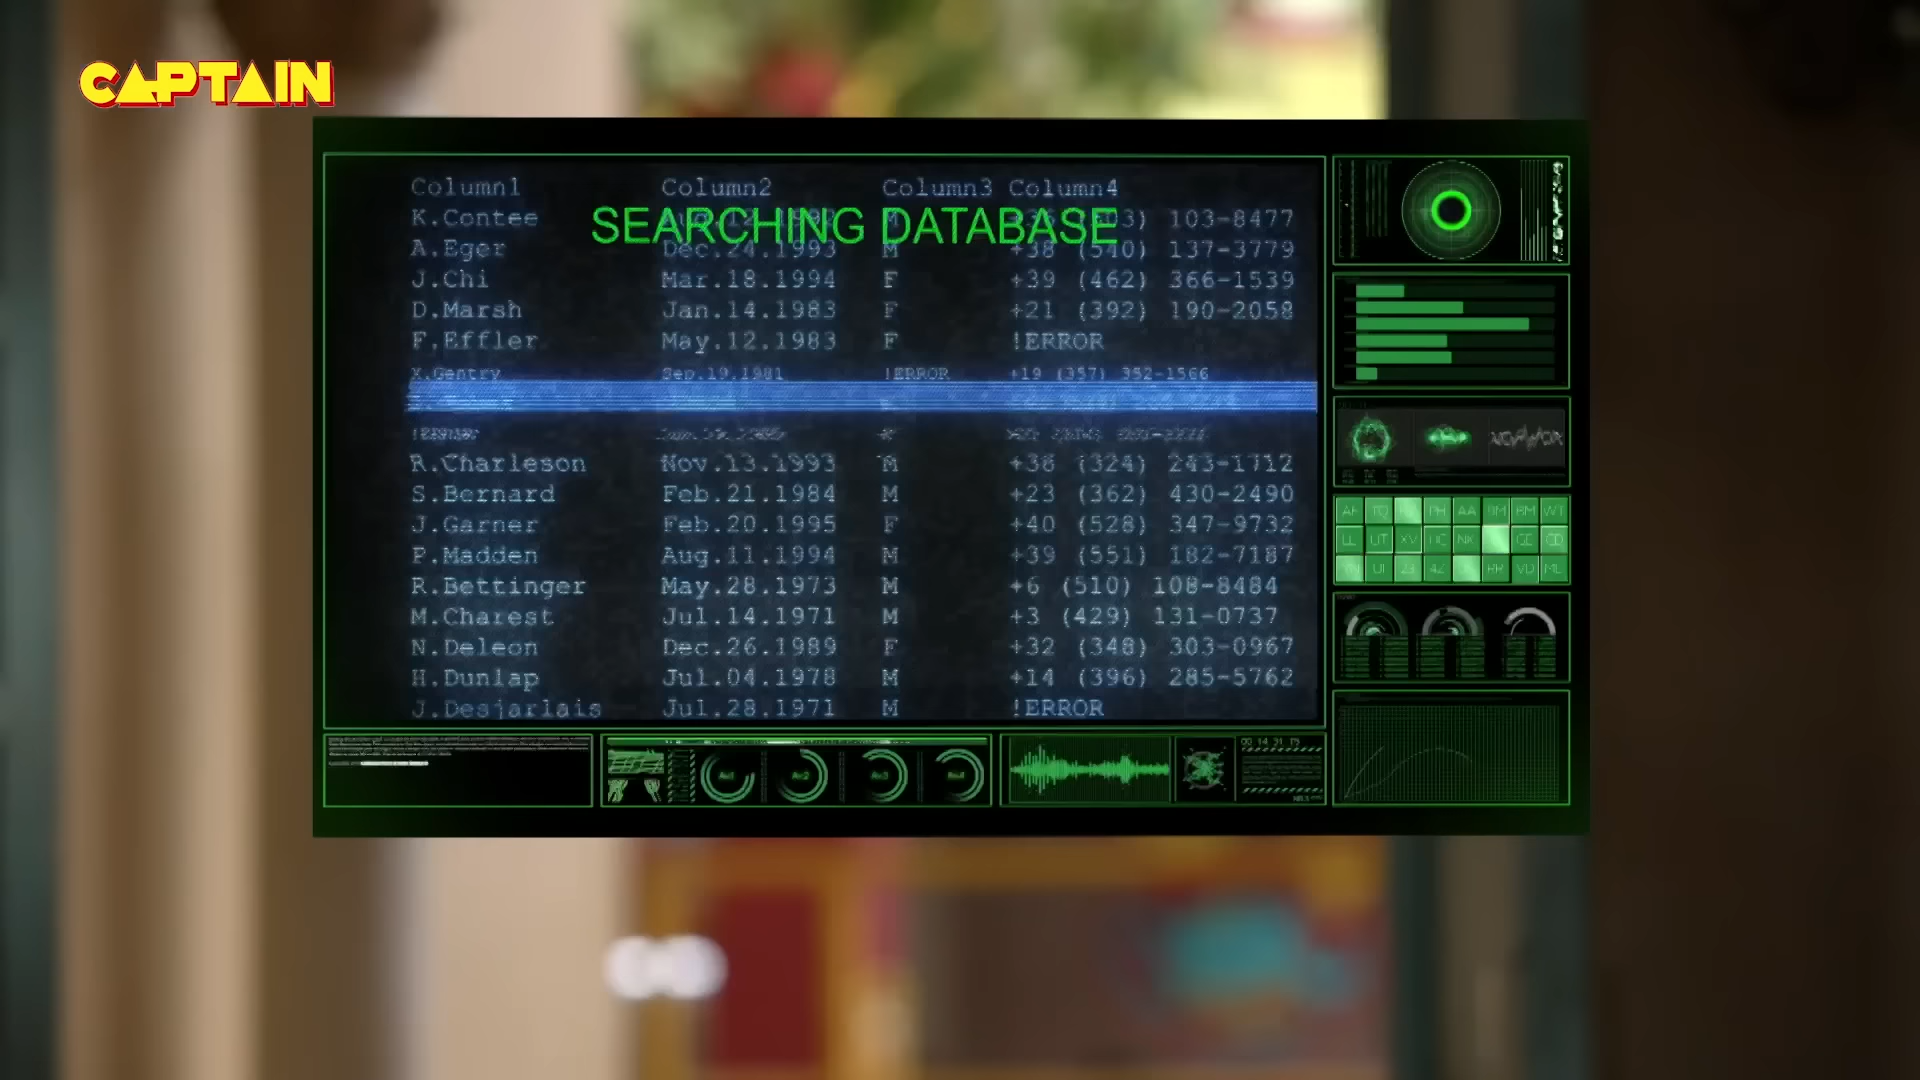 CAPTAIN
Column1 Column2 Column3 Column4
SEARCHING DATABASE
K.Contee 103-8477
A.Eger Dec.24.1993 M +38 (540) 137-3779
J.Chi Mar.18.1994 F +39 (462) 366-1539
D.Marsh Jan.14.1983 F +21 (392) 190-2058
F.Effler May.12.1983 F !ERROR
X.Gentry Sep.19.1981 !ERROR +19 (357) 352-1566
!ERROR
R.Charleson Nov.13.1993 M +36 (324) 243-1712
S.Bernard Feb.21.1984 M +23 (362) 430-2490
J.Garner Feb.20.1995 F +40 (528) 347-9732
P.Madden Aug.11.1994 M +39 (551) 182-7187
R.Bettinger May.28.1973 M +6 (510) 108-8484
M.Charest Jul.14.1971 M +3 (429) 131-0737
N.Deleon Dec.26.1989 F +32 (348) 303-0967
H.Dunlap Jul.04.1978 M +14 (396) 285-5762
J.Desjarlais Jul.28.1971 M !ERROR